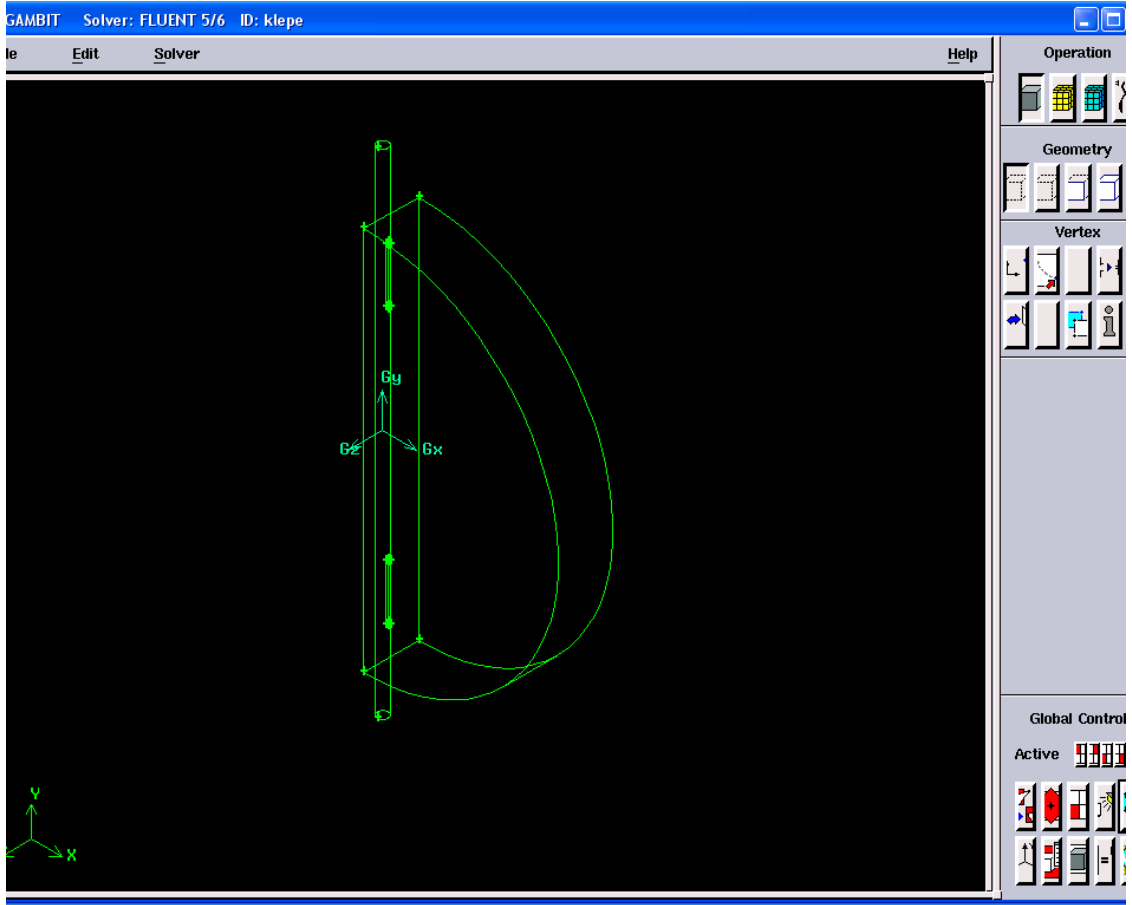 GAMBIT Solver: FLUENT 5/6 ID: klepe
le Edit Solver Help
Operation
Geometry
Vertex
Gy
Gz Gx
Global Control
Active
Y
X